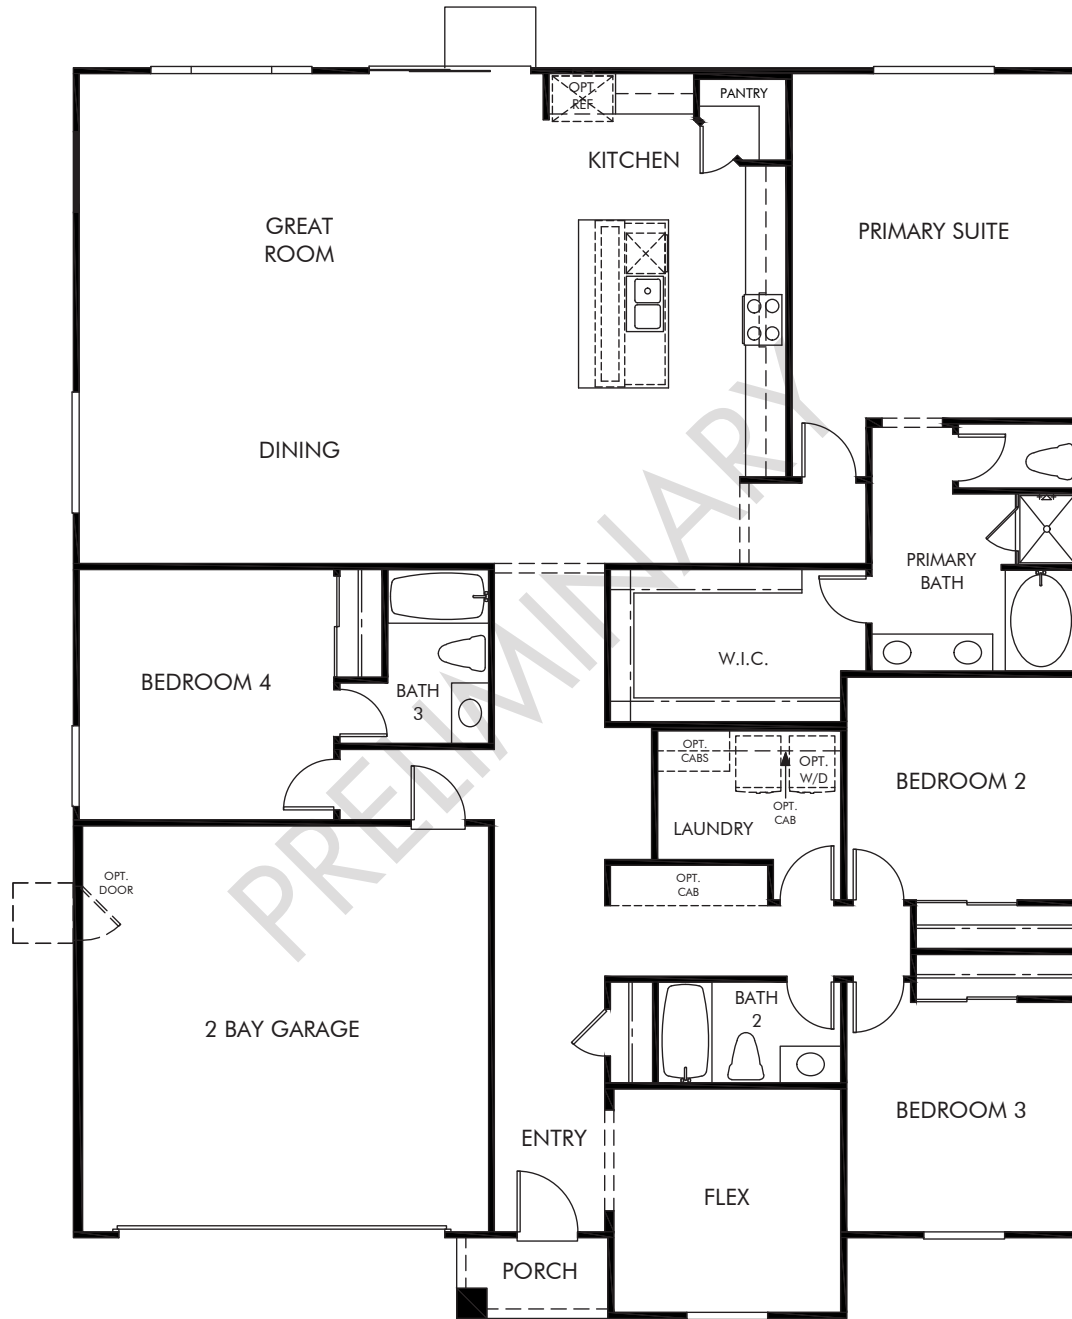 OPT.
REF.
PANTRY
KITCHEN
GREAT
ROOM
PRIMARY SUITE
DINING
PRIMARY
BATH
W.I.C.
BEDROOM 4
BATH
3
OPT.
CABS
OPT.
W/D
OPT.
CAB
LAUNDRY
BEDROOM 2
OPT.
DOOR
OPT.
CAB
PRELIMINARY
2 BAY GARAGE
BATH
2
BEDROOM 3
ENTRY
FLEX
PORCH